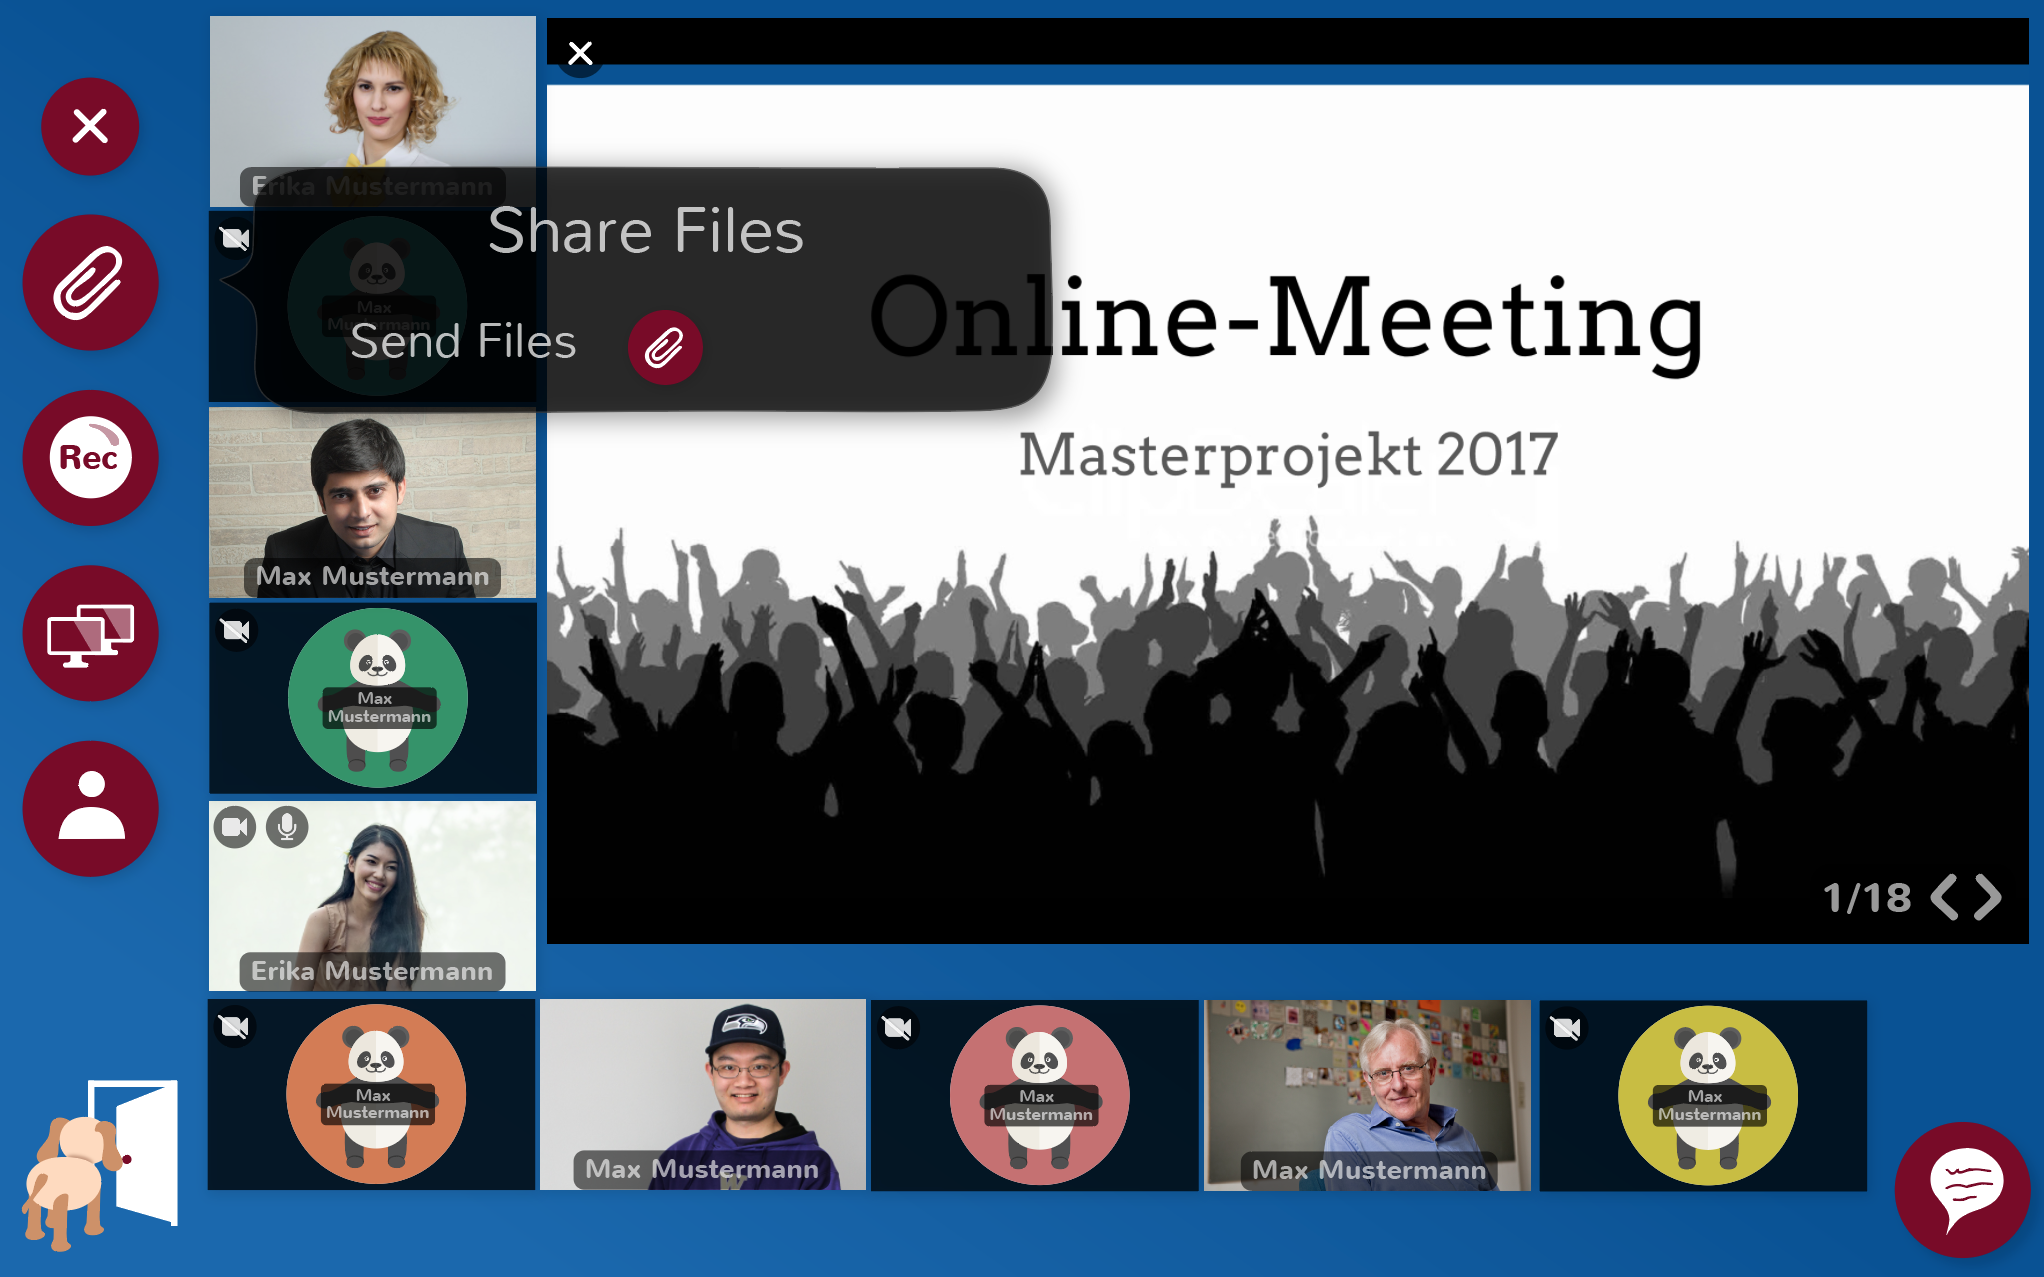 Erika Mustermann
Share Files
Max
Mustermann
Send Files
Online-Meeting
Masterprojekt 2017
Rec
Max Mustermann
Max
Mustermann
Erika Mustermann
1/18
Max
Mustermann
Max Mustermann
Max
Mustermann
Max Mustermann
Max
Mustermann